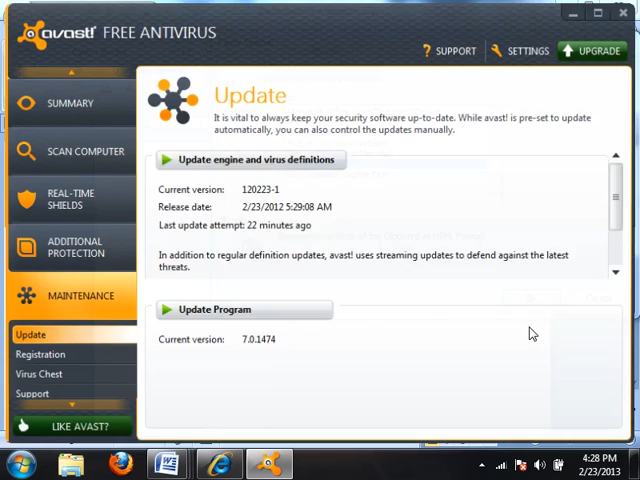 avast! FREE ANTIVIRUS
? SUPPORT
SETTINGS
UPGRADE
SUMMARY
SCAN COMPUTER
REAL-TIME
SHIELDS
ADDITIONAL
PROTECTION
MAINTENANCE
Update
Registration
Virus Chest
Support
LIKE AVAST?
Update
It is vital to always keep your security software up-to-date. While avast! is pre-set to update
automatically, you can also control the updates manually.
Update engine and virus definitions
Current version: 120223-1
Release date: 2/23/2012 5:29:08 AM
Last update attempt: 22 minutes ago
In addition to regular definition updates, avast! uses streaming updates to defend against the latest
threats.
Update Program
Current version: 7.0.1474
4:28 PM
2/23/2013